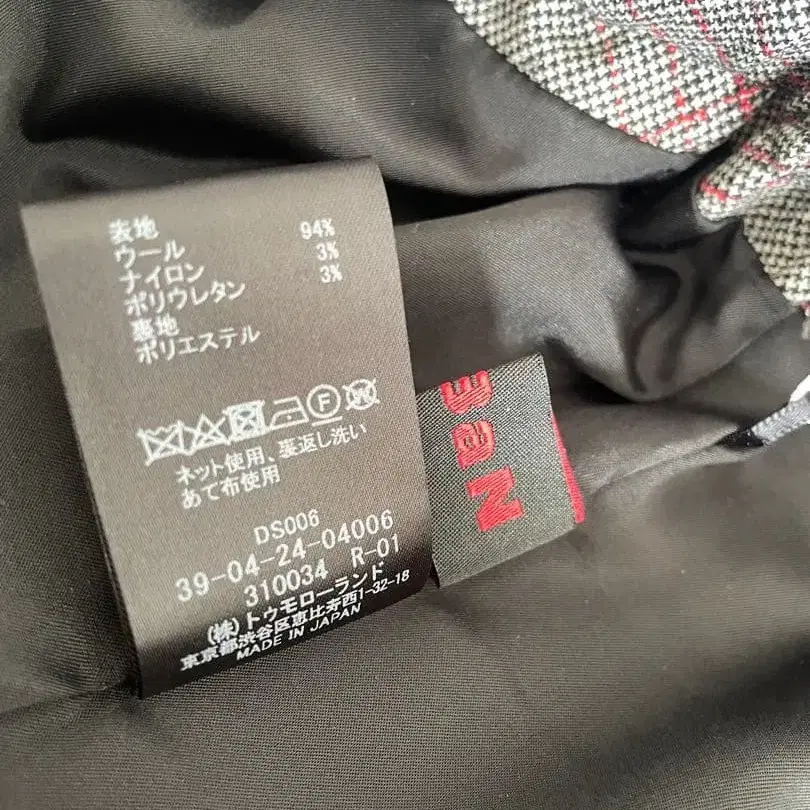 表地
ウール 94%
ナイロン 3%
ポリウレタン 3%
裏地
ポリエステル
F
W
ネット使用、裏返し洗い
あて布使用
DS006
39-04-24-04006
310034 R-01
(株)トゥモローランド
東京都渋谷区恵比寿西1-32-18
MADE IN JAPAN
BaN